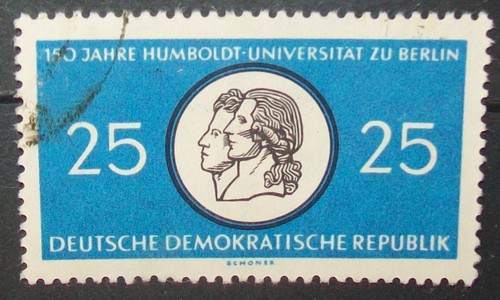 150 JAHRE HUMBOLDT-UNIVERSITÄT ZU BERLIN
25 25
DEUTSCHE DEMOKRATISCHE REPUBLIK
SCHONER